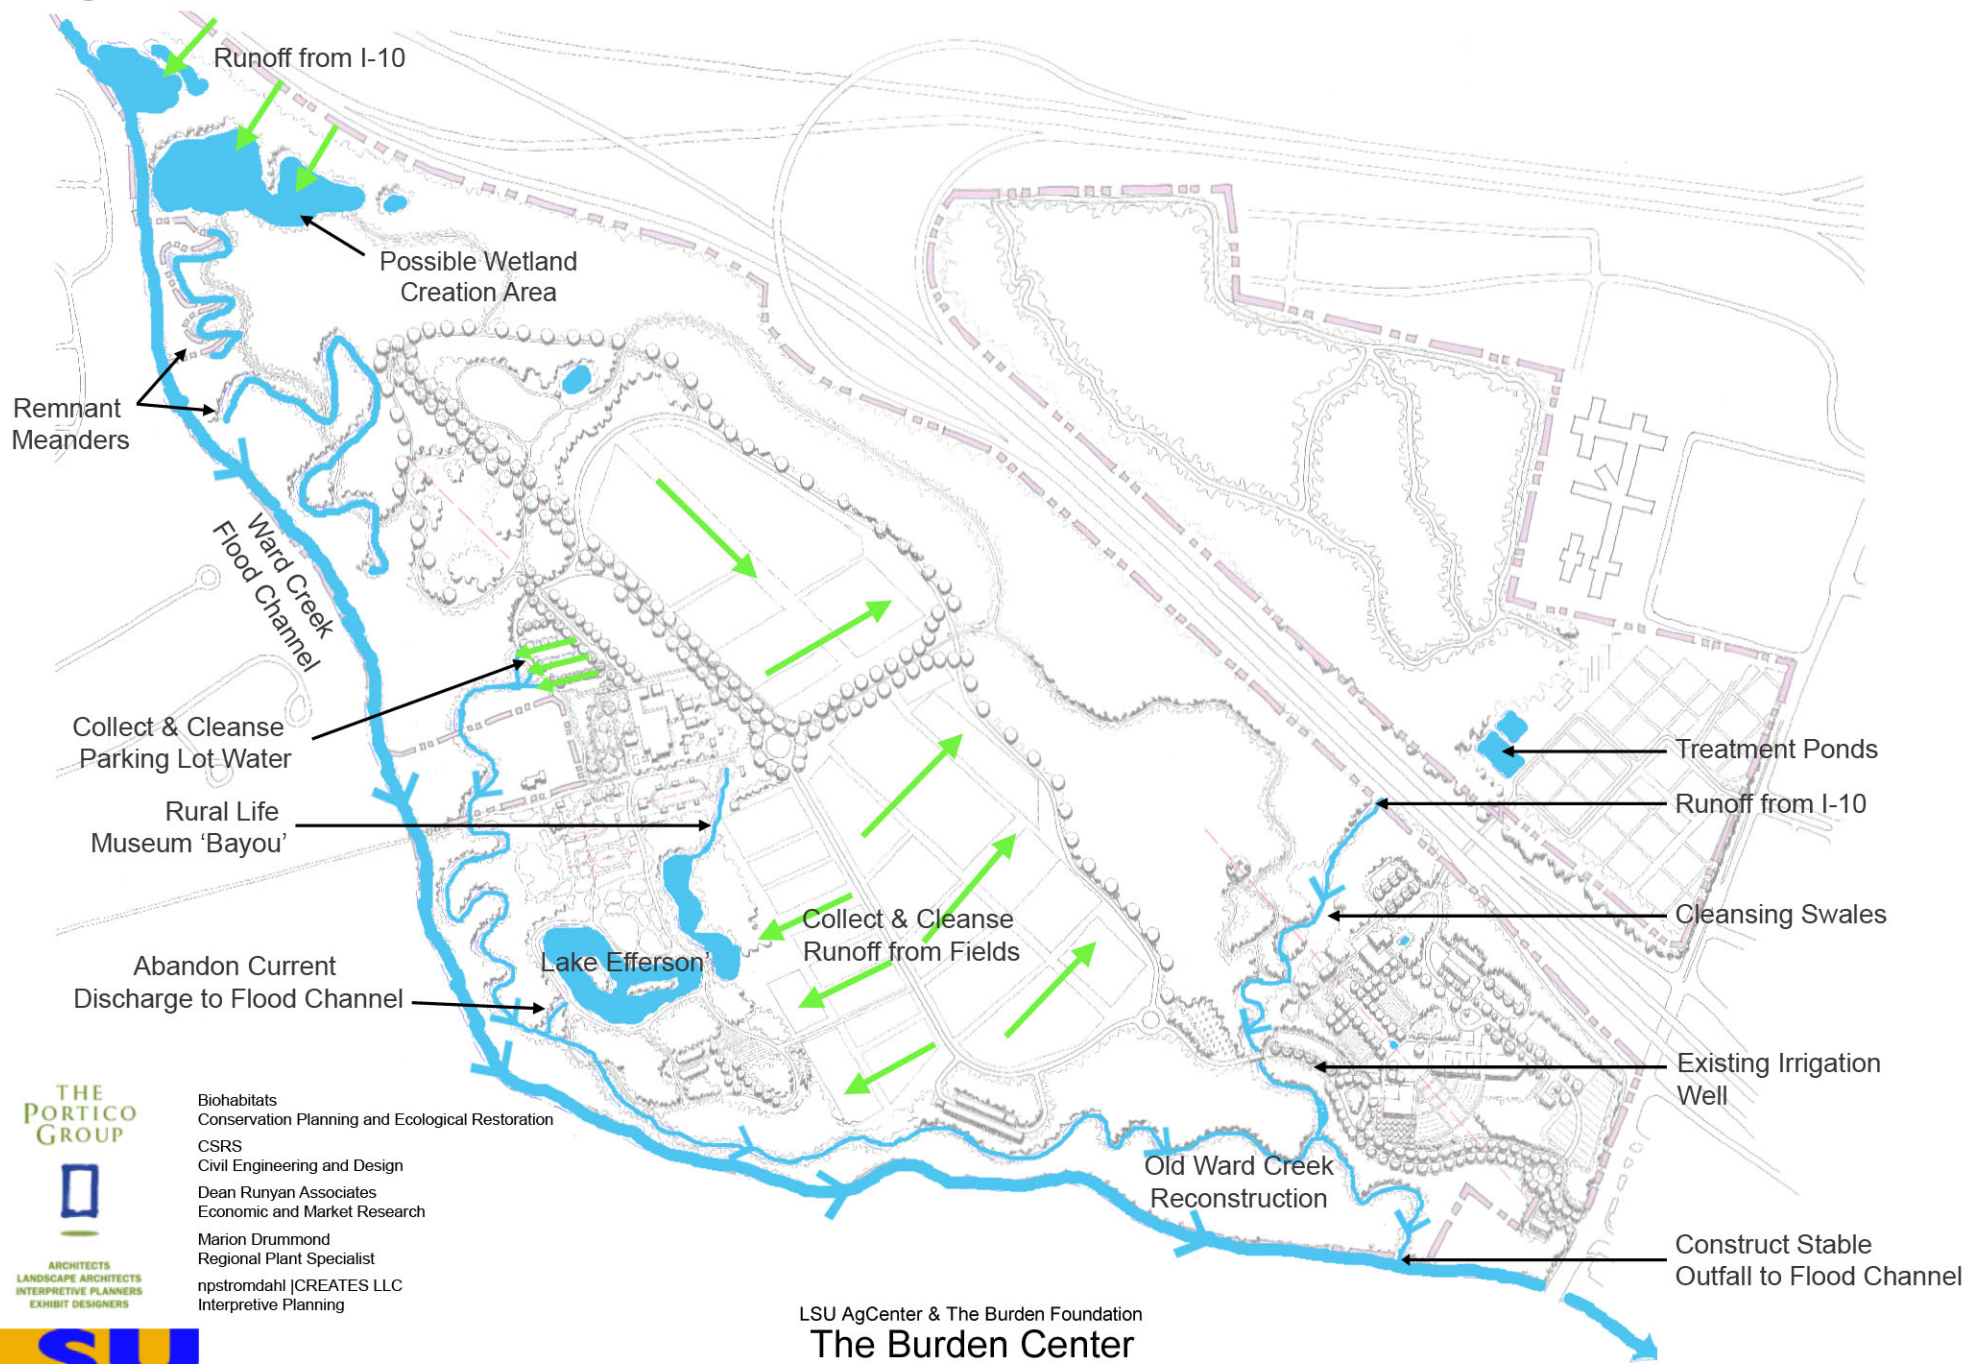 Runoff from I-10
Possible Wetland
Creation Area
Remnant
Meanders
Ward Creek
Flood Channel
Collect & Cleanse
Parking Lot Water
Rural Life
Museum ‘Bayou’
Treatment Ponds
Runoff from I-10
Collect & Cleanse
Runoff from Fields
Cleansing Swales
Lake Efferson’
Abandon Current
Discharge to Flood Channel
Existing Irrigation
Well
Old Ward Creek
Reconstruction
Construct Stable
Outfall to Flood Channel
THE
PORTICO
GROUP
ARCHITECTS
LANDSCAPE ARCHITECTS
INTERPRETIVE PLANNERS
EXHIBIT DESIGNERS
Biohabitats
Conservation Planning and Ecological Restoration
CSRS
Civil Engineering and Design
Dean Runyan Associates
Economic and Market Research
Marion Drummond
Regional Plant Specialist
npstromdahl |CREATES LLC
Interpretive Planning
LSU AgCenter & The Burden Foundation
The Burden Center